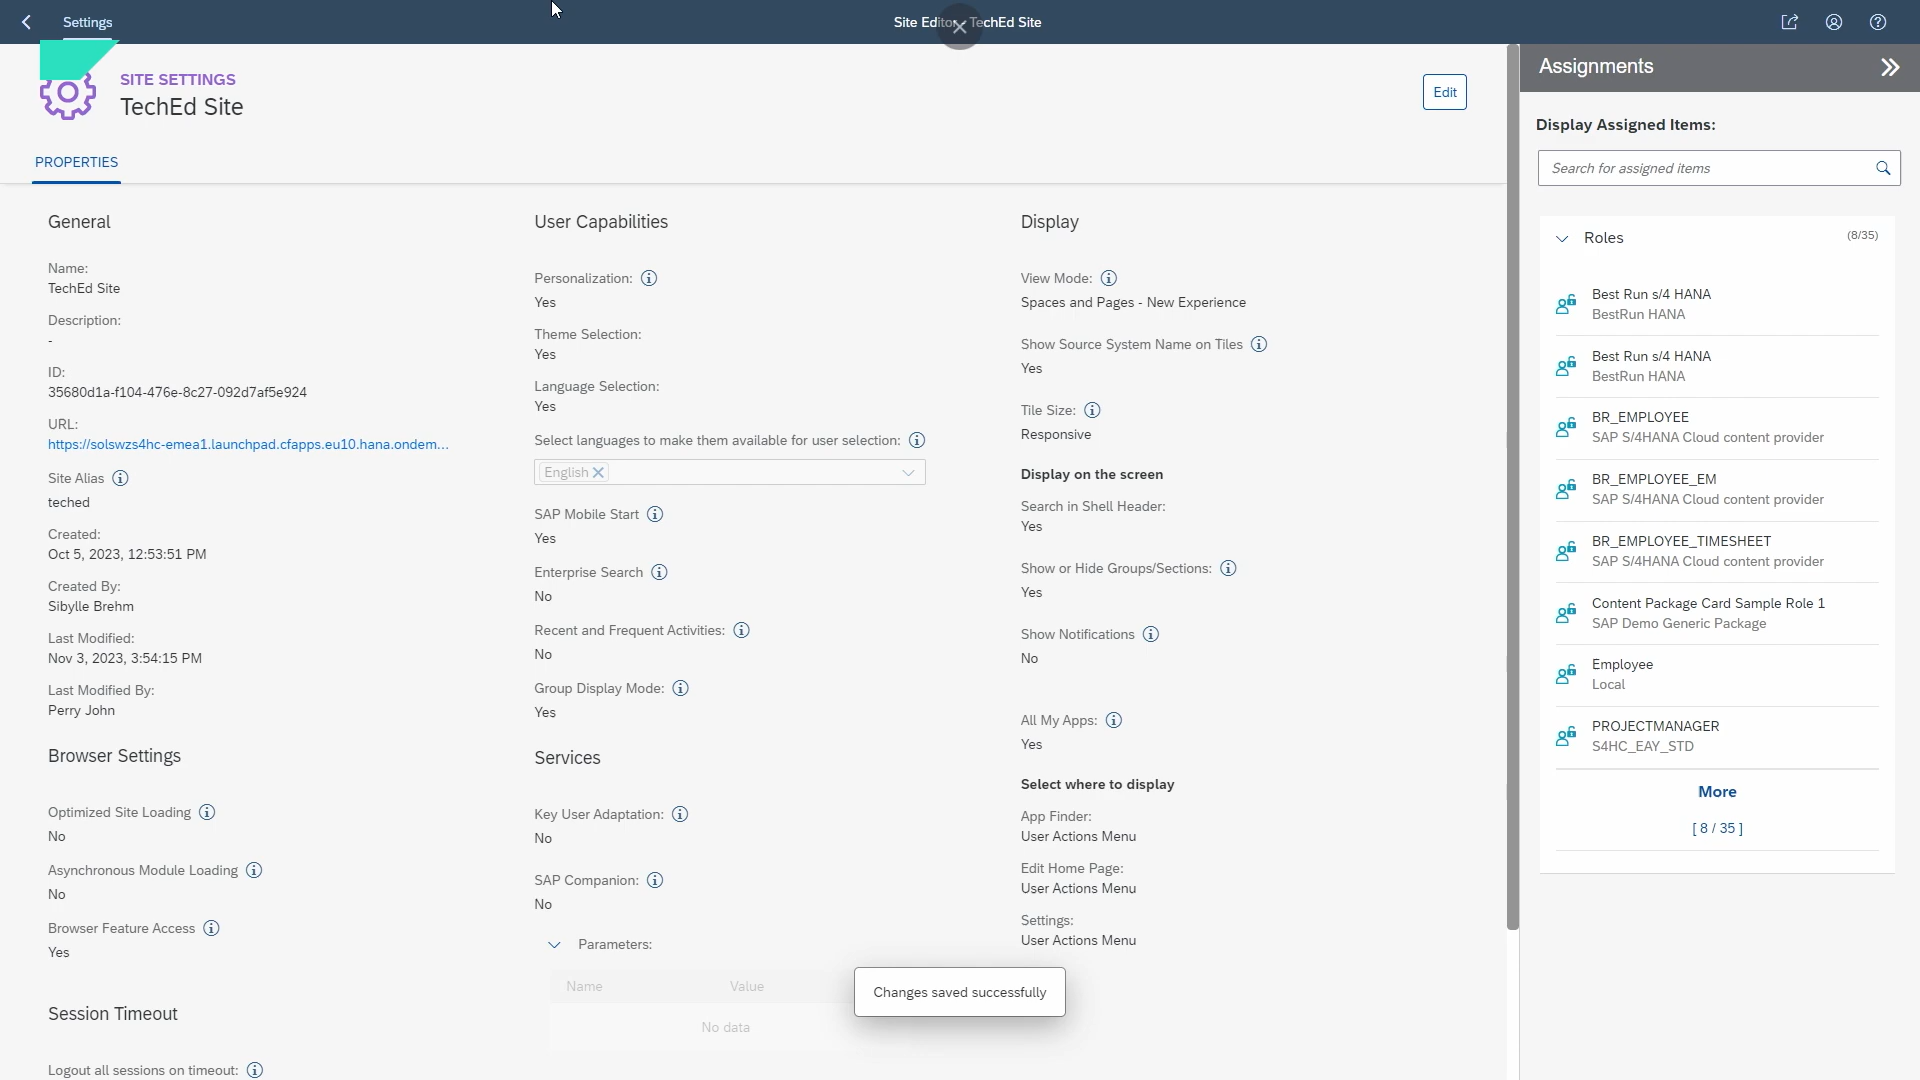 Settings
Site Editor - TechEd Site
SITE SETTINGS
TechEd Site
Edit
PROPERTIES
General
Name:
TechEd Site
Description:
-
ID:
35680d1a-f104-476e-8c27-092d7af5e924
URL:
https://solswzs4hc-emea1.launchpad.cfapps.eu10.hana.ondem...
Site Alias
teched
Created:
Oct 5, 2023, 12:53:51 PM
Created By:
Sibylle Brehm
Last Modified:
Nov 3, 2023, 3:54:15 PM
Last Modified By:
Perry John
Browser Settings
Optimized Site Loading
No
Asynchronous Module Loading
No
Browser Feature Access
Yes
Session Timeout
Logout all sessions on timeout:
User Capabilities
Personalization:
Yes
Theme Selection:
Yes
Language Selection:
Yes
Select languages to make them available for user selection:
English
SAP Mobile Start
Yes
Enterprise Search
No
Recent and Frequent Activities:
No
Group Display Mode:
Yes
Services
Key User Adaptation:
No
SAP Companion:
No
Parameters:
Name Value
No data
Display
View Mode:
Spaces and Pages - New Experience
Show Source System Name on Tiles
Yes
Tile Size:
Responsive
Display on the screen
Search in Shell Header:
Yes
Show or Hide Groups/Sections:
Yes
Show Notifications
No
All My Apps:
Yes
Select where to display
App Finder:
User Actions Menu
Edit Home Page:
User Actions Menu
Settings:
User Actions Menu
Changes saved successfully
Assignments
Display Assigned Items:
Search for assigned items
Roles (8/35)
Best Run s/4 HANA
BestRun HANA
Best Run s/4 HANA
BestRun HANA
BR_EMPLOYEE
SAP S/4HANA Cloud content provider
BR_EMPLOYEE_EM
SAP S/4HANA Cloud content provider
BR_EMPLOYEE_TIMESHEET
SAP S/4HANA Cloud content provider
Content Package Card Sample Role 1
SAP Demo Generic Package
Employee
Local
PROJECTMANAGER
S4HC_EAY_STD
More
[ 8 / 35 ]